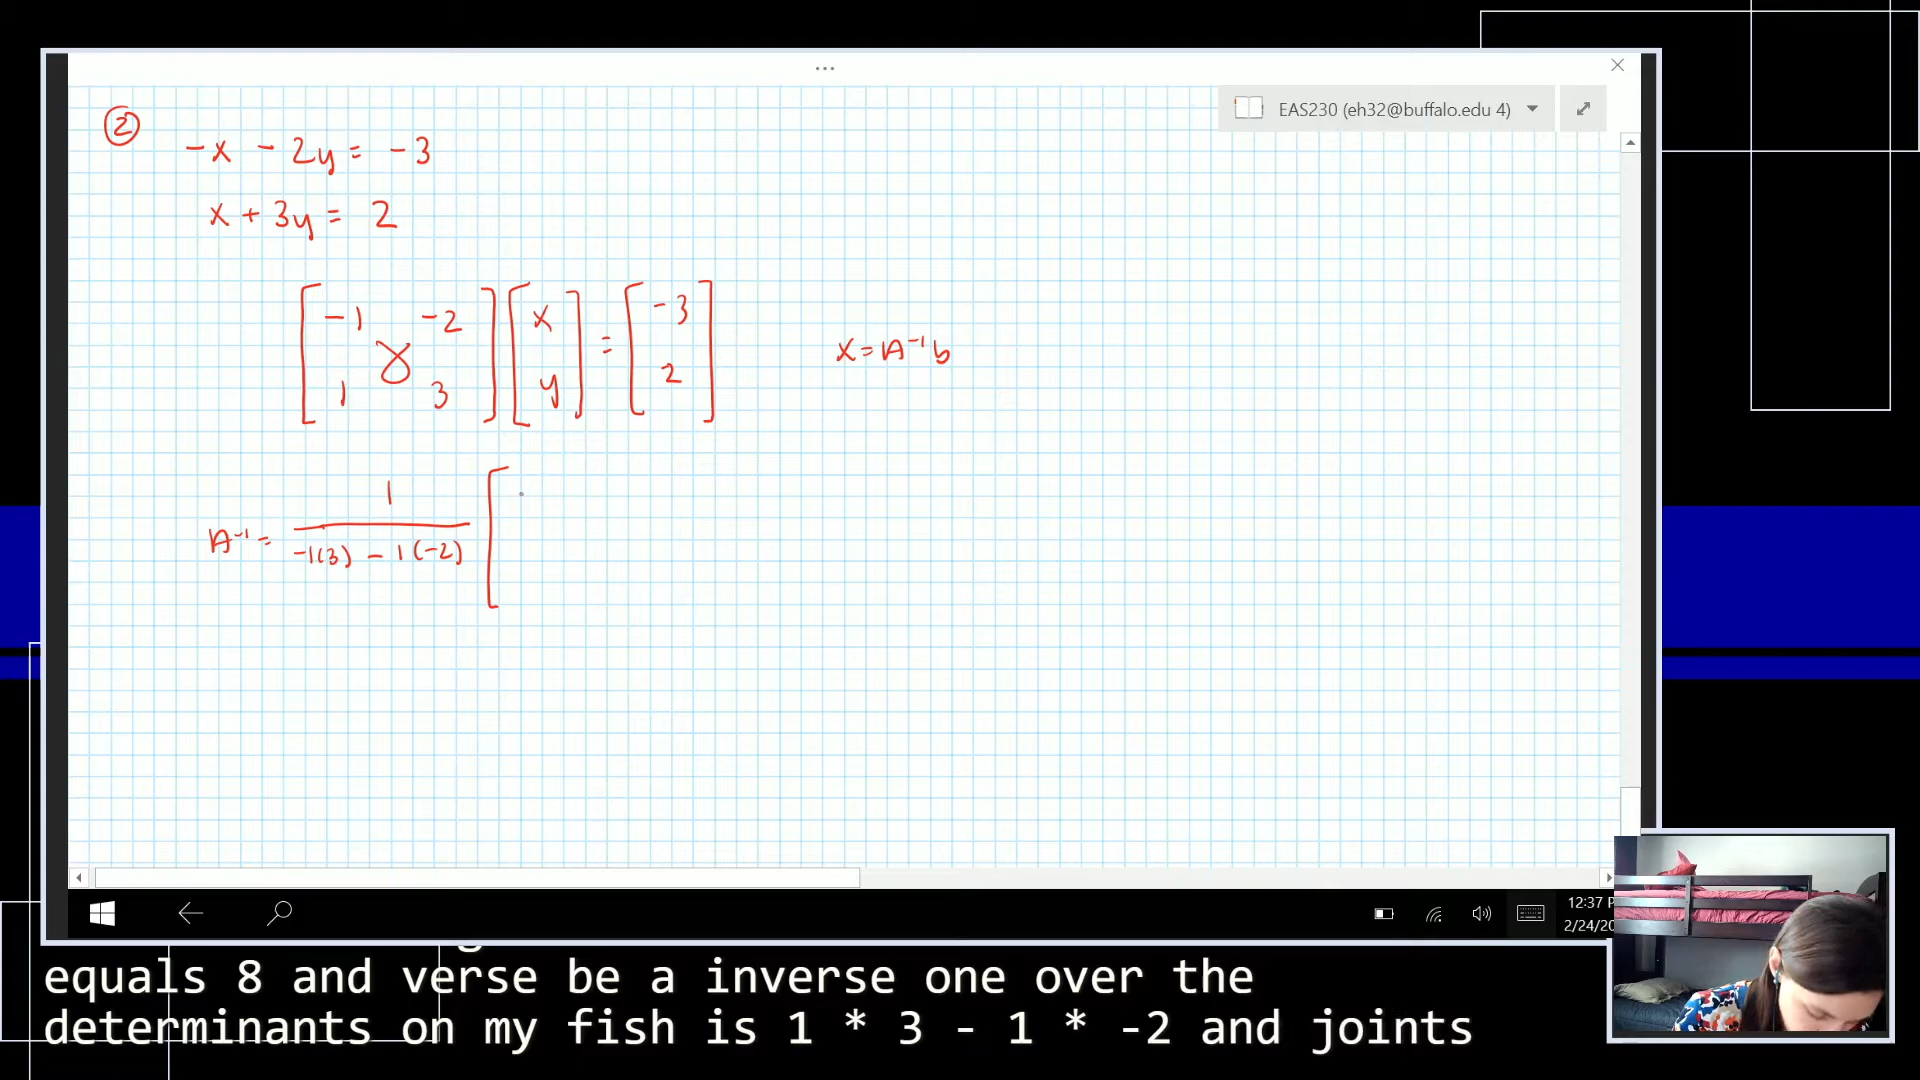 ...
EAS230 (eh32@buffalo.edu 4)
②
-x - 2y = -3
x + 3y = 2
[-1 -2
1 3] [x
y] = [-3
2]
x = A⁻¹b
A⁻¹ = 1 / (-1(3) - 1(-2)) [
12:37 P
2/24/20
equals 8 and verse be a inverse one over the
determinants on my fish is 1 * 3 - 1 * -2 and joints